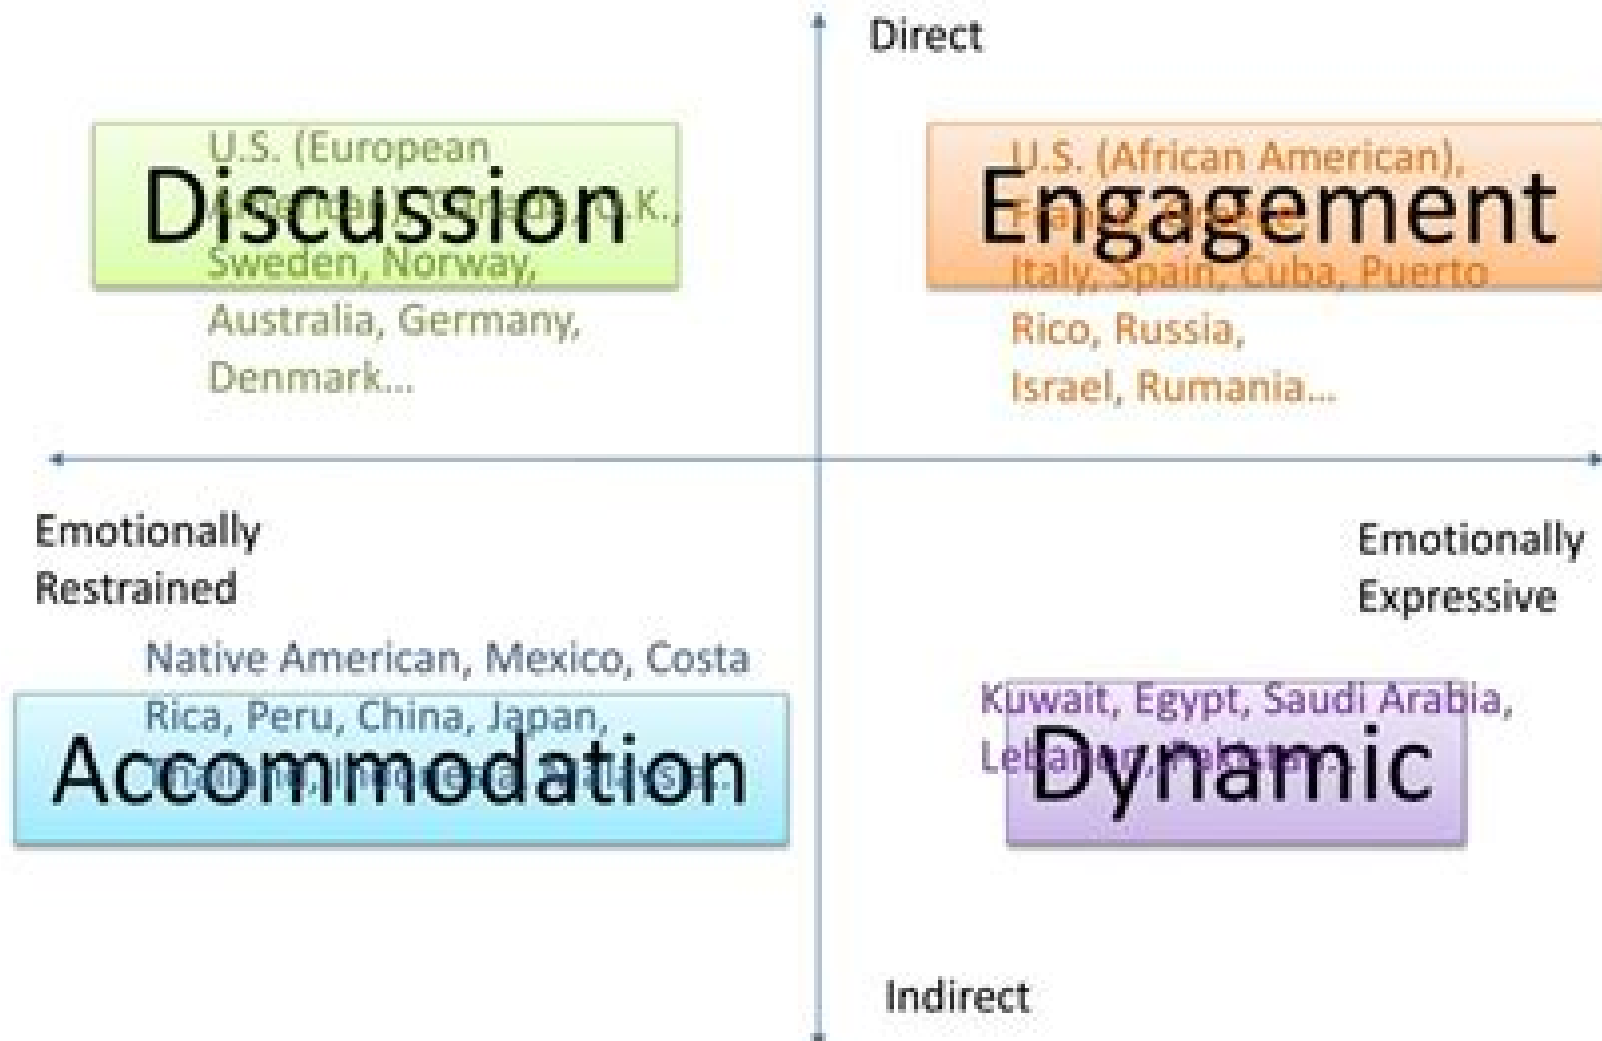 Direct
Discussion
U.S. (European
U.K.,
Sweden, Norway,
Australia, Germany,
Denmark...
Engagement
U.S. (African American),
Italy, Spain, Cuba, Puerto
Rico, Russia,
Israel, Rumania...
Emotionally
Restrained
Emotionally
Expressive
Native American, Mexico, Costa
Rica, Peru, China, Japan,
Accommodation
Kuwait, Egypt, Saudi Arabia,
Lebanon,
Dynamic
Indirect